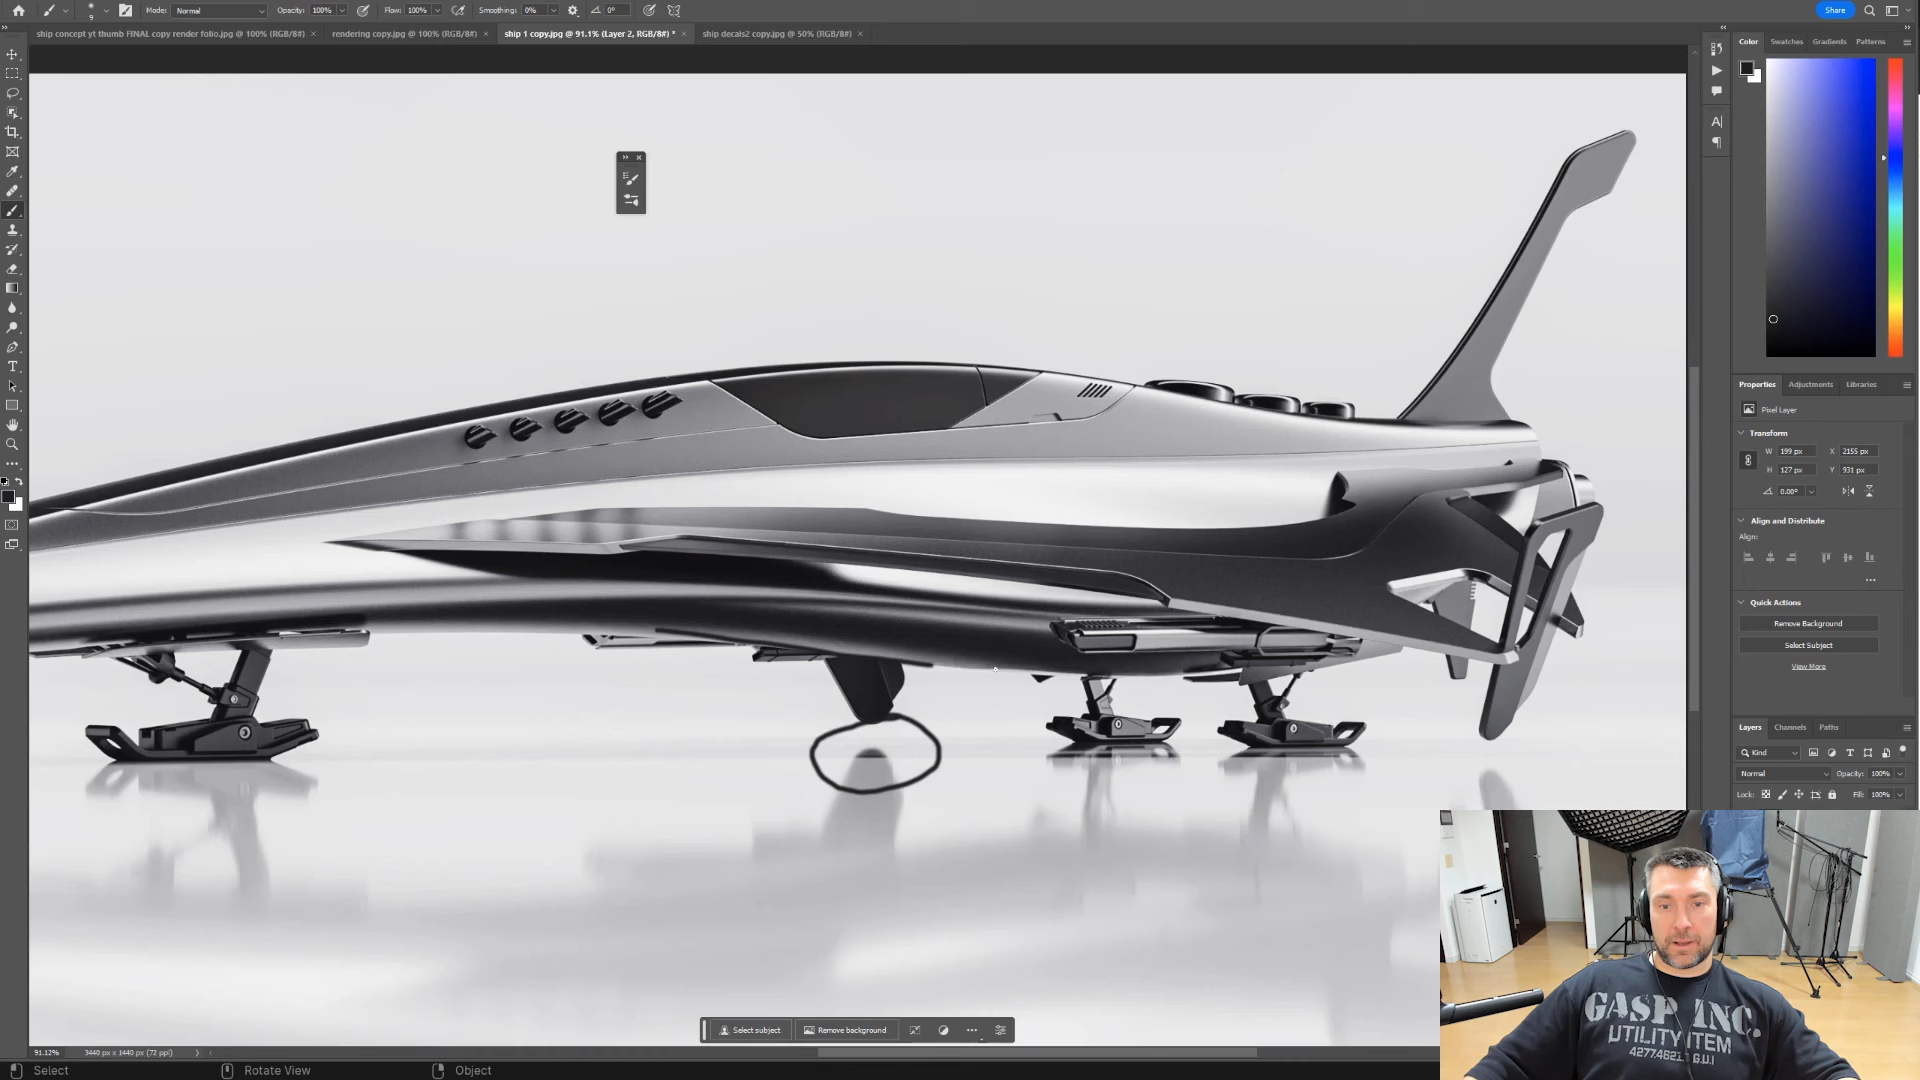 Mode: Normal Opacity: 100% Flow: 100% Smoothing: 0% 0° Share
9
ship concept yt thumb FINAL copy render folio.jpg @ 100% (RGB/8#) × rendering copy.jpg @ 100% (RGB/8#) × ship 1 copy.jpg @ 91.1% (Layer 2, RGB/8#) * × ship decals2 copy.jpg @ 50% (RGB/8#) ×
Color Swatches Gradients Patterns
Properties Adjustments Libraries
Pixel Layer
Transform
W 199 px X 2155 px
H 127 px Y 931 px
0.00°
Align and Distribute
Align:
Quick Actions
Remove Background
Select Subject
View More
Layers Channels Paths
Kind
Normal Opacity: 100%
Lock: Fill: 100%
Select subject Remove background
91.12% 3440 px x 1440 px (72 ppi)
Select Rotate View Object
GASP INC.
UTILITY ITEM